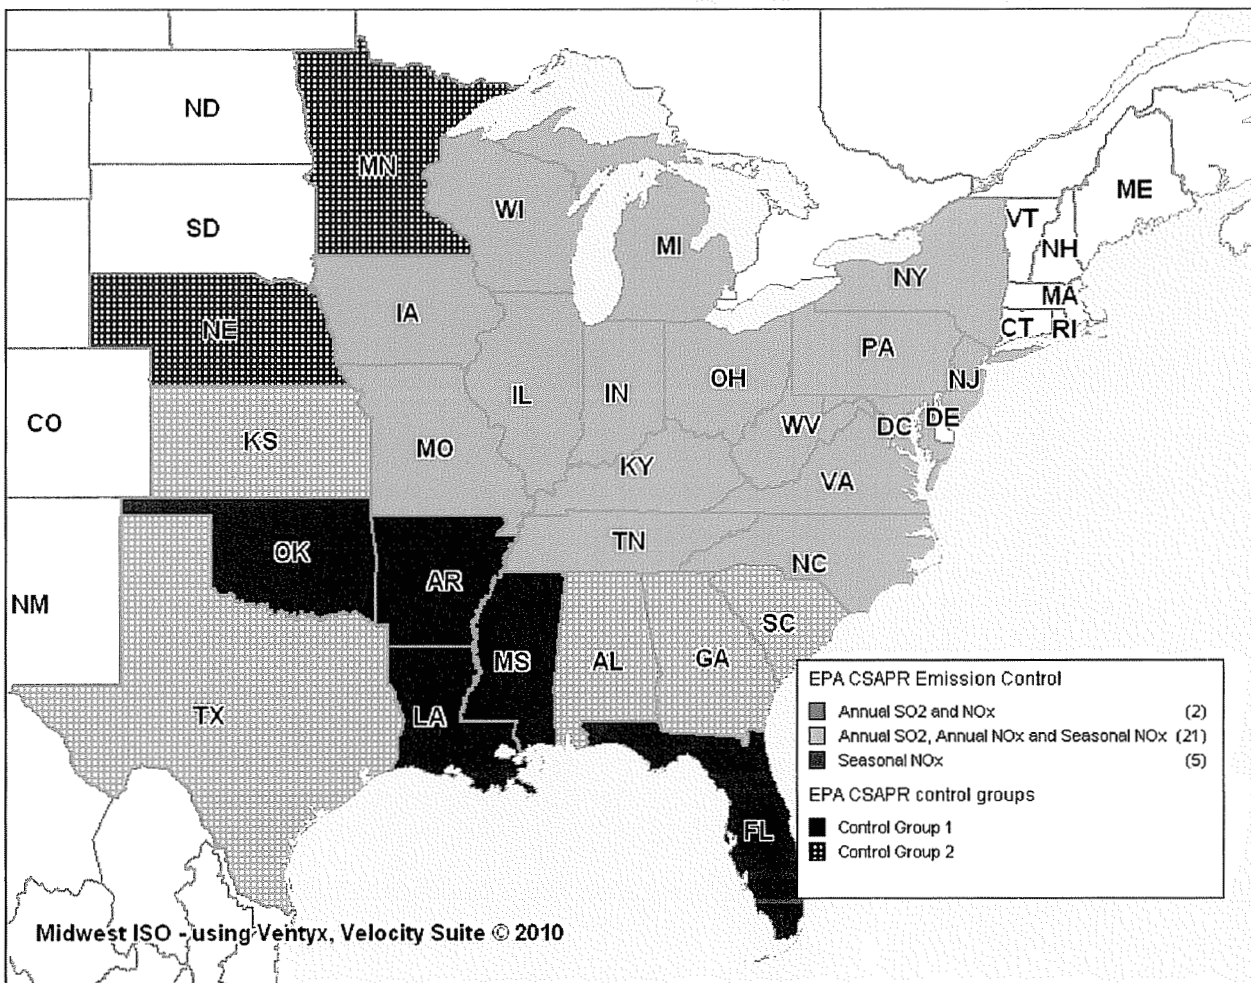 ND
MN
ME
WI
VT
SD
NH
MI
NY
MA
IA
NE
CT
RI
PA
OH
NJ
IL
IN
CO
DE
WV
DC
KS
MO
KY
VA
TN
OK
NC
AR
NM
SC
MS
AL
GA
TX
LA
FL
EPA CSAPR Emission Control
Annual SO2 and NOx (2)
Annual SO2, Annual NOx and Seasonal NOx (21)
Seasonal NOx (5)
EPA CSAPR control groups
Control Group 1
Control Group 2
Midwest ISO - using Ventyx, Velocity Suite © 2010